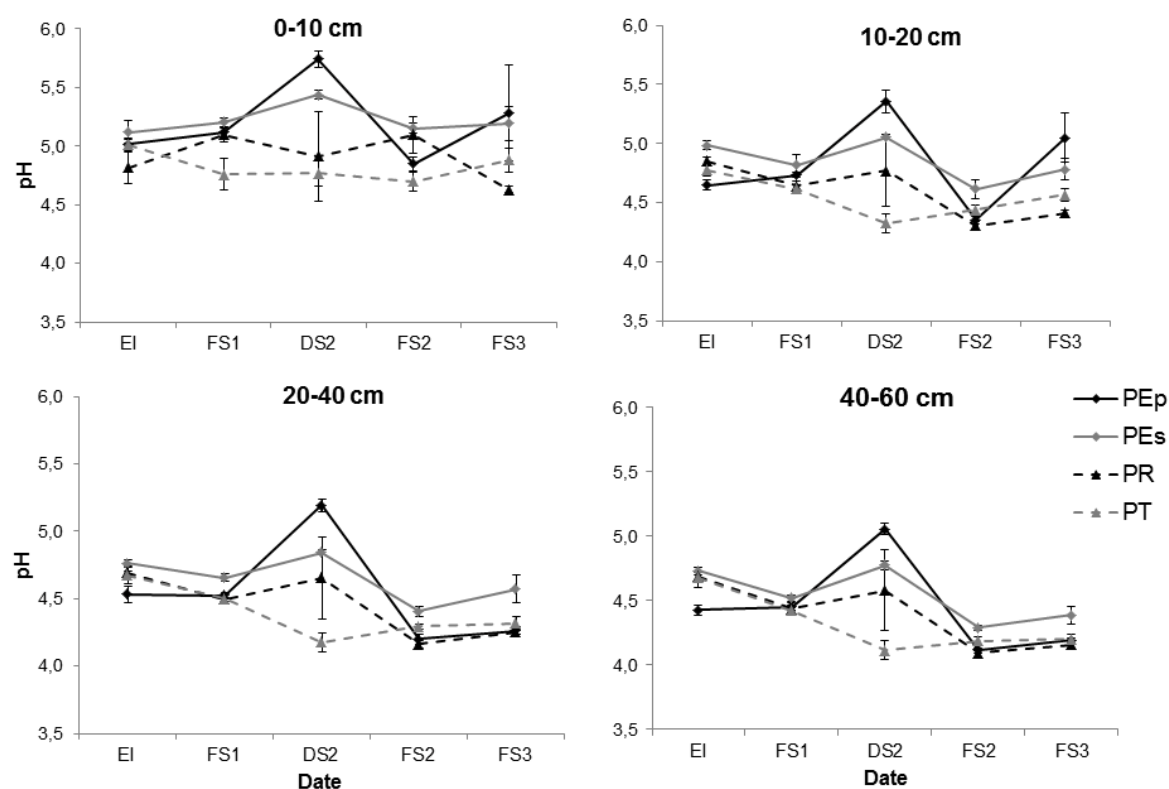 0-10 cm
6,0
5,5
5,0
4,5
4,0
3,5
pH
EI FS1 DS2 FS2 FS3
10-20 cm
6,0
5,5
5,0
4,5
4,0
3,5
EI FS1 DS2 FS2 FS3
20-40 cm
6,0
5,5
5,0
4,5
4,0
3,5
pH
EI FS1 DS2 FS2 FS3
Date
40-60 cm
6,0
5,5
5,0
4,5
4,0
3,5
EI FS1 DS2 FS2 FS3
Date
PEp
PEs
PR
PT